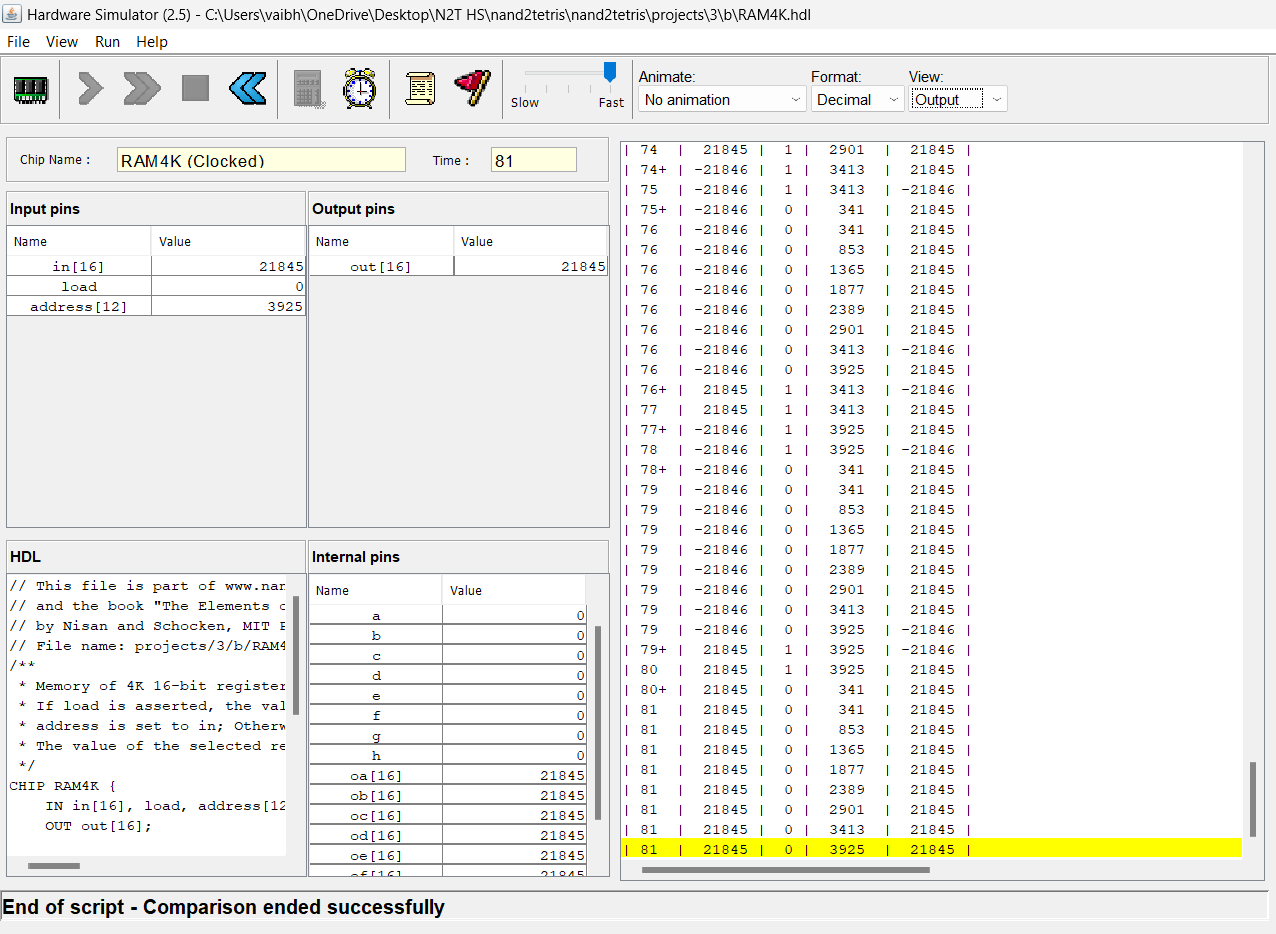 Hardware Simulator (2.5) - C:\Users\vaibh\OneDrive\Desktop\N2T HS\nand2tetris\nand2tetris\projects\3\b\RAM4K.hdl
File View Run Help
Slow Fast
Animate: Format: View:
No animation Decimal Output
Chip Name : RAM4K (Clocked) Time : 81
Input pins
Name Value
in[16] 21845
load 0
address[12] 3925
Output pins
Name Value
out[16] 21845
HDL
// This file is part of www.nan
// and the book "The Elements o
// by Nisan and Schocken, MIT P
// File name: projects/3/b/RAM4
/**
* Memory of 4K 16-bit register
* If load is asserted, the val
* address is set to in; Otherw
* The value of the selected re
*/
CHIP RAM4K {
IN in[16], load, address[12
OUT out[16];
Internal pins
Name Value
a 0
b 0
c 0
d 0
e 0
f 0
g 0
h 0
oa[16] 21845
ob[16] 21845
oc[16] 21845
od[16] 21845
oe[16] 21845
of[16] 21845
| 74 | 21845 | 1 | 2901 | 21845 |
| 74+ | -21846 | 1 | 3413 | 21845 |
| 75 | -21846 | 1 | 3413 | -21846 |
| 75+ | -21846 | 0 | 341 | 21845 |
| 76 | -21846 | 0 | 341 | 21845 |
| 76 | -21846 | 0 | 853 | 21845 |
| 76 | -21846 | 0 | 1365 | 21845 |
| 76 | -21846 | 0 | 1877 | 21845 |
| 76 | -21846 | 0 | 2389 | 21845 |
| 76 | -21846 | 0 | 2901 | 21845 |
| 76 | -21846 | 0 | 3413 | -21846 |
| 76 | -21846 | 0 | 3925 | 21845 |
| 76+ | 21845 | 1 | 3413 | -21846 |
| 77 | 21845 | 1 | 3413 | 21845 |
| 77+ | -21846 | 1 | 3925 | 21845 |
| 78 | -21846 | 1 | 3925 | -21846 |
| 78+ | -21846 | 0 | 341 | 21845 |
| 79 | -21846 | 0 | 341 | 21845 |
| 79 | -21846 | 0 | 853 | 21845 |
| 79 | -21846 | 0 | 1365 | 21845 |
| 79 | -21846 | 0 | 1877 | 21845 |
| 79 | -21846 | 0 | 2389 | 21845 |
| 79 | -21846 | 0 | 2901 | 21845 |
| 79 | -21846 | 0 | 3413 | 21845 |
| 79 | -21846 | 0 | 3925 | -21846 |
| 79+ | 21845 | 1 | 3925 | -21846 |
| 80 | 21845 | 1 | 3925 | 21845 |
| 80+ | 21845 | 0 | 341 | 21845 |
| 81 | 21845 | 0 | 341 | 21845 |
| 81 | 21845 | 0 | 853 | 21845 |
| 81 | 21845 | 0 | 1365 | 21845 |
| 81 | 21845 | 0 | 1877 | 21845 |
| 81 | 21845 | 0 | 2389 | 21845 |
| 81 | 21845 | 0 | 2901 | 21845 |
| 81 | 21845 | 0 | 3413 | 21845 |
| 81 | 21845 | 0 | 3925 | 21845 |
End of script - Comparison ended successfully